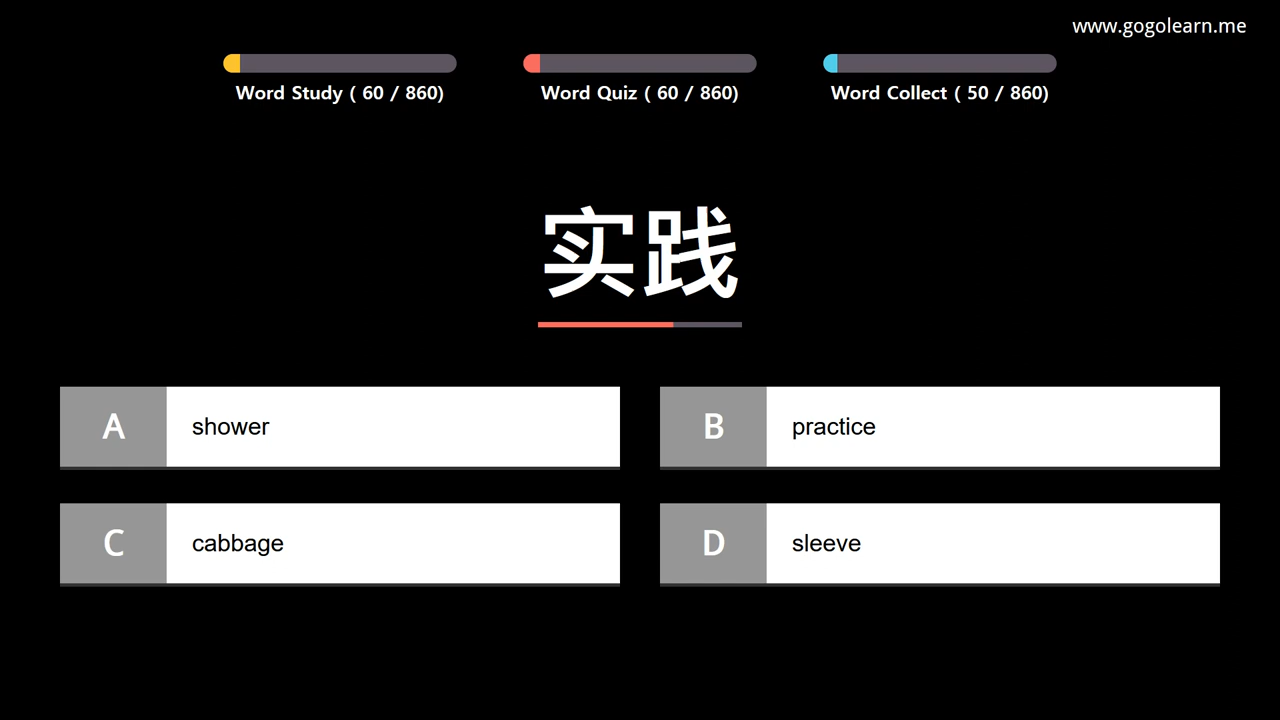 www.gogolearn.me
Word Study ( 60 / 860)
Word Quiz ( 60 / 860)
Word Collect ( 50 / 860)
实践
A shower
B practice
C cabbage
D sleeve